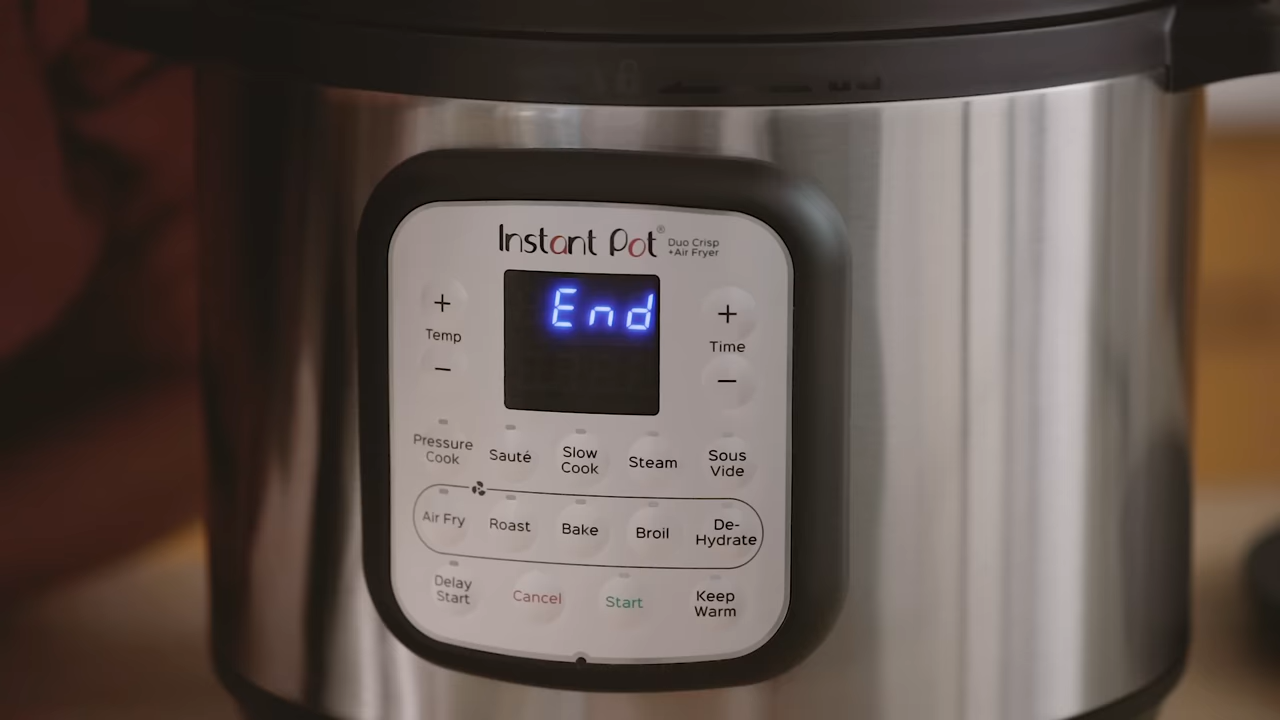 Instant Pot®
Duo Crisp
+Air Fryer
End
+
Temp
−
+
Time
−
Pressure
Cook
Sauté
Slow
Cook
Steam
Sous
Vide
Air Fry
Roast
Bake
Broil
De-
Hydrate
Delay
Start
Cancel
Start
Keep
Warm